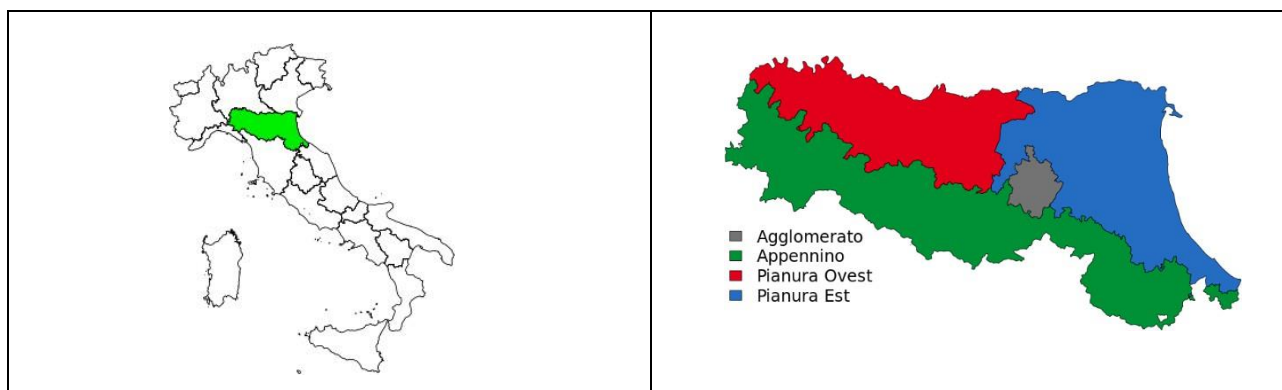 Agglomerato
Appennino
Pianura Ovest
Pianura Est